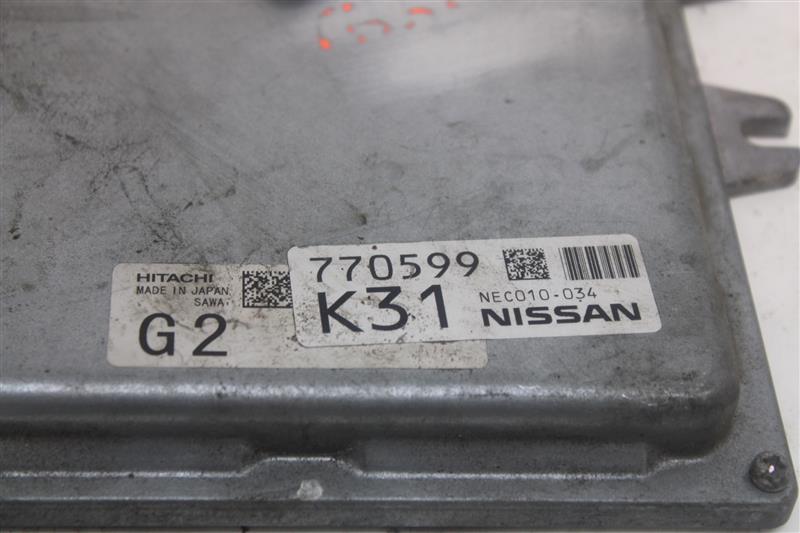 HITACHI
MADE IN JAPAN
SAWA
G2
770599
K31
NEC010-034
NISSAN